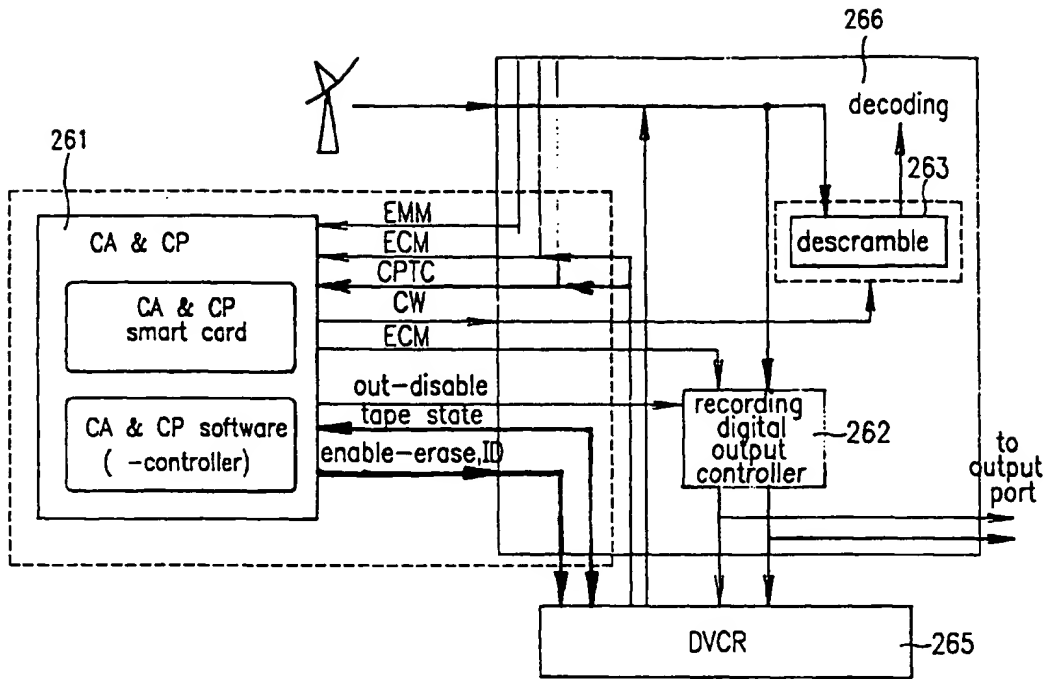 266
decoding
261
263
EMM
CA & CP
ECM
descramble
CPTC
CA & CP
smart card
CW
ECM
out-disable
tape state
recording
digital
output
controller
262
CA & CP software
( -controller)
enable-erase, ID
to
output
port
DVCR
265